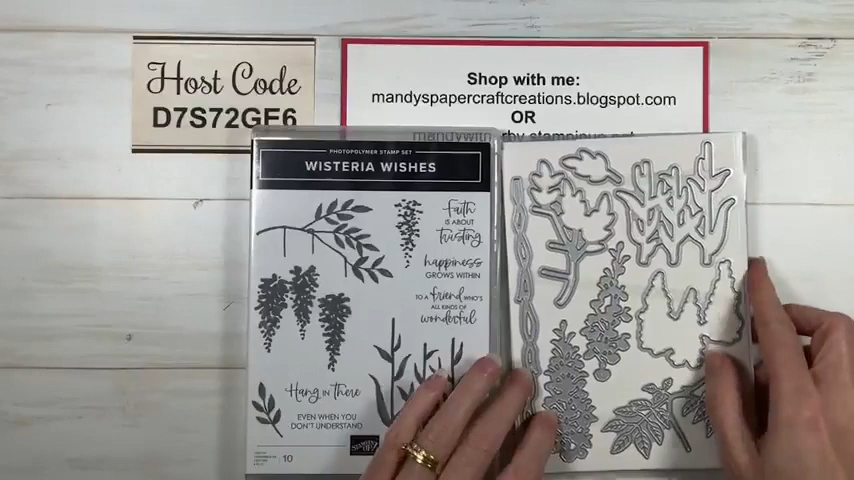 Host Code
D7S72GE6
Shop with me:
mandyspapercraftcreations.blogspot.com
OR
PHOTOPOLYMER STAMP SET
WISTERIA WISHES
Faith
IS ABOUT
trusting
happiness
GROWS WITHIN
TO A friend WHO'S
ALL KINDS OF
wonderful
Hang in there
EVEN WHEN YOU
DON'T UNDERSTAND
10